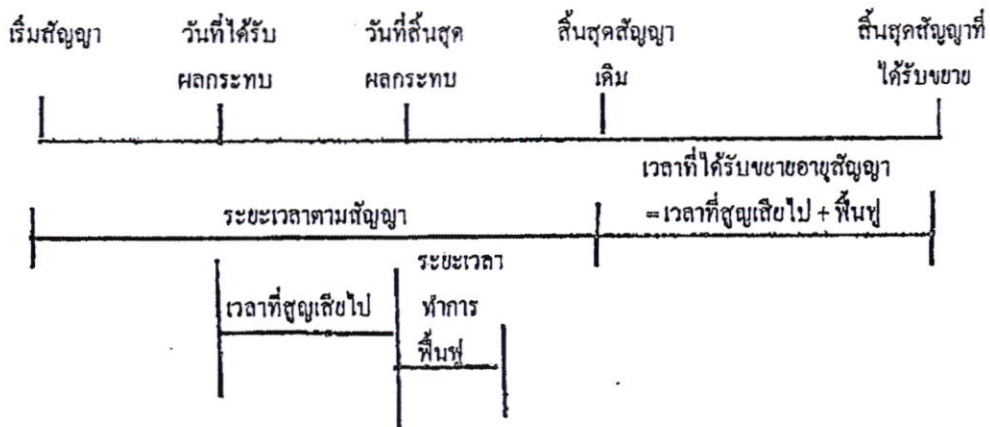 เริ่มสัญญา วันที่ได้รับ วันที่สิ้นสุด สิ้นสุดสัญญา สิ้นสุดสัญญาที่
ผลกระทบ ผลกระทบ เดิม ได้รับขยาย
เวลาที่ได้รับขยายอายุสัญญา
ระยะเวลาตามสัญญา = เวลาที่สูญเสียไป + ฟื้นฟู
ระยะเวลา
เวลาที่สูญเสียไป ทำการ
ฟื้นฟู